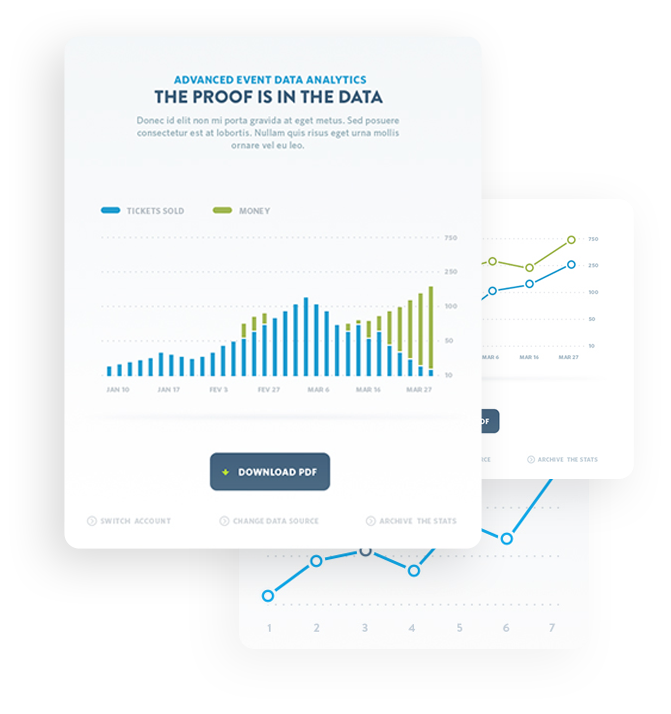 ADVANCED EVENT DATA ANALYTICS
THE PROOF IS IN THE DATA
Donec id elit non mi porta gravida at eget metus. Sed posuere
consectetur est at lobortis. Nullam quis risus eget urna mollis
ornare vel eu leo.
TICKETS SOLD MONEY
750
250
100
50
10
JAN 10 JAN 17 FEV 3 FEV 27 MAR 6 MAR 16 MAR 27
DOWNLOAD PDF
SWITCH ACCOUNT CHANGE DATA SOURCE ARCHIVE THE STATS
750
250
100
50
10
MAR 6 MAR 16 MAR 27
DF
RCE ARCHIVE THE STATS
1 2 3 4 5 6 7